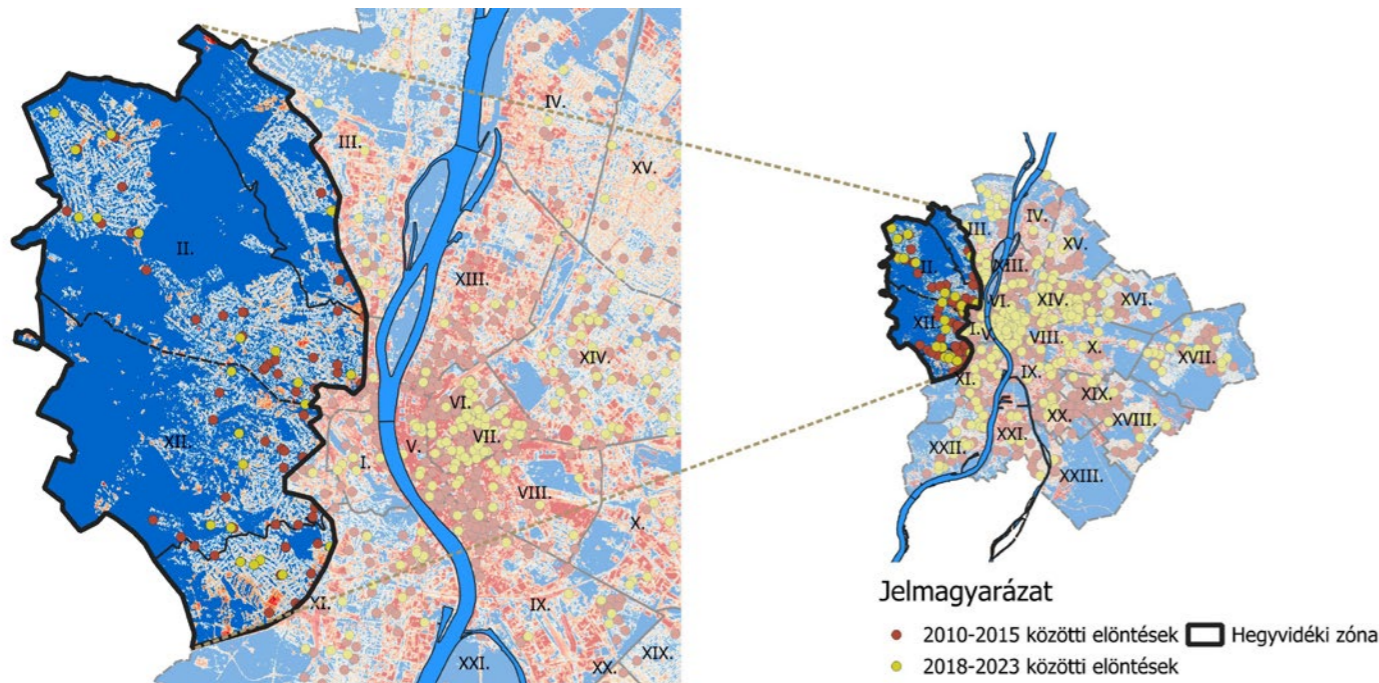 IV.
III.
XV.
II.
XIII.
XIV.
VI.
VII.
XII.
V.
I.
VIII.
X.
XI.
IX.
XXI.
XX.
XIX.
III.
IV.
XV.
II.
XIII.
XIV.
XVI.
VI.
XII.
I.
V.
VIII.
X.
XVII.
XI.
IX.
XIX.
XX.
XVIII.
XXII.
XXI.
XXIII.
Jelmagyarázat
2010-2015 közötti elöntések Hegyvidéki zóna
2018-2023 közötti elöntések